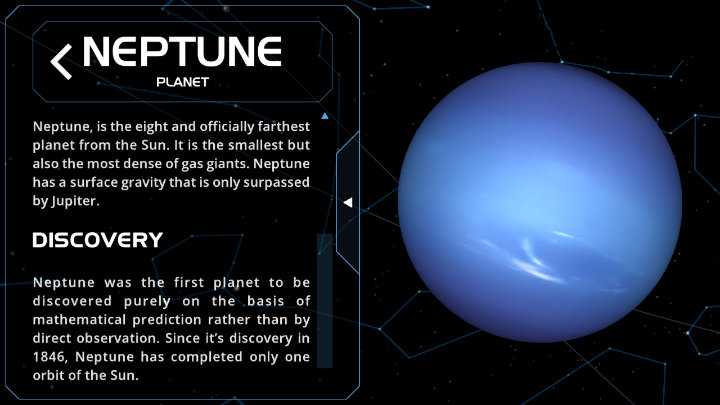 NEPTUNE
PLANET
Neptune, is the eight and officially farthest
planet from the Sun. It is the smallest but
also the most dense of gas giants. Neptune
has a surface gravity that is only surpassed
by Jupiter.
DISCOVERY
Neptune was the first planet to be
discovered purely on the basis of
mathematical prediction rather than by
direct observation. Since it's discovery in
1846, Neptune has completed only one
orbit of the Sun.